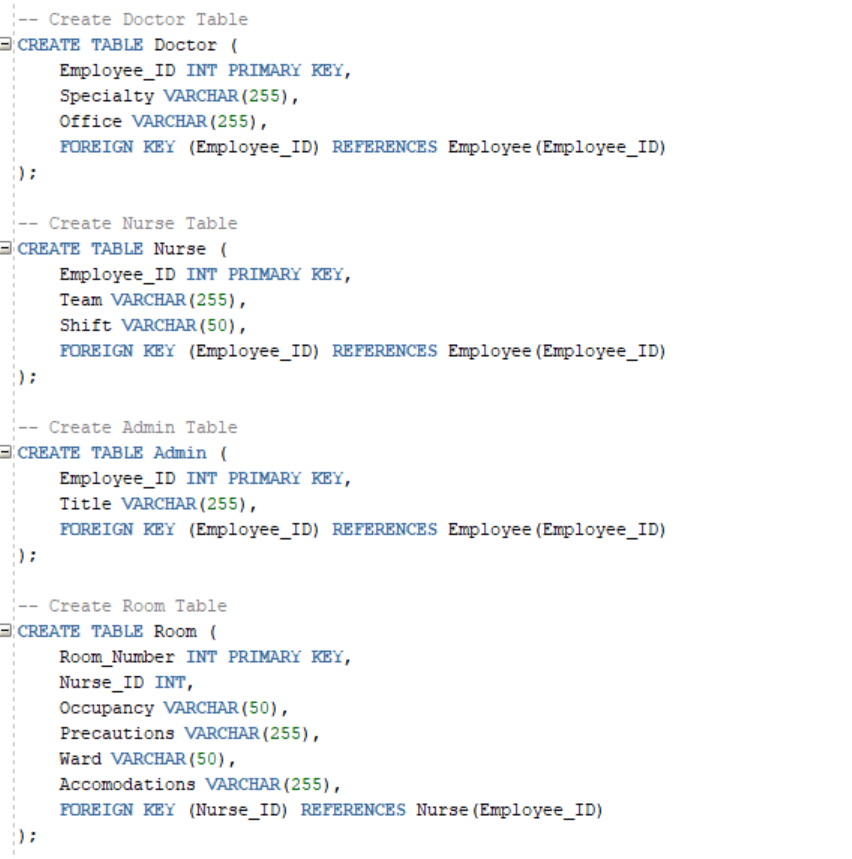 -- Create Doctor Table
CREATE TABLE Doctor (
    Employee_ID INT PRIMARY KEY,
    Specialty VARCHAR(255),
    Office VARCHAR(255),
    FOREIGN KEY (Employee_ID) REFERENCES Employee(Employee_ID)
);

-- Create Nurse Table
CREATE TABLE Nurse (
    Employee_ID INT PRIMARY KEY,
    Team VARCHAR(255),
    Shift VARCHAR(50),
    FOREIGN KEY (Employee_ID) REFERENCES Employee(Employee_ID)
);

-- Create Admin Table
CREATE TABLE Admin (
    Employee_ID INT PRIMARY KEY,
    Title VARCHAR(255),
    FOREIGN KEY (Employee_ID) REFERENCES Employee(Employee_ID)
);

-- Create Room Table
CREATE TABLE Room (
    Room_Number INT PRIMARY KEY,
    Nurse_ID INT,
    Occupancy VARCHAR(50),
    Precautions VARCHAR(255),
    Ward VARCHAR(50),
    Accomodations VARCHAR(255),
    FOREIGN KEY (Nurse_ID) REFERENCES Nurse(Employee_ID)
);